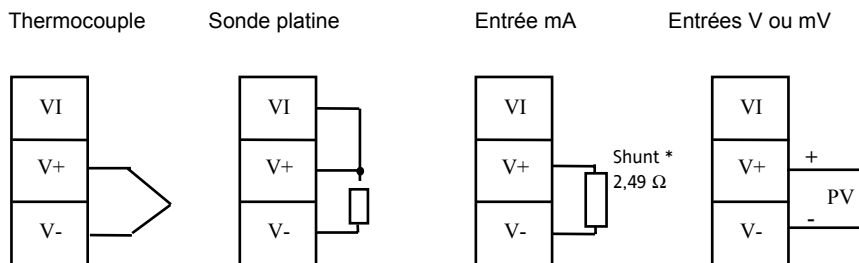 Thermocouple
Sonde platine
Entrée mA
Entrées V ou mV
VI
V+
V-
VI
V+
V-
VI
V+
V-
Shunt *
2,49 Ω
VI
V+
V-
+
PV
-